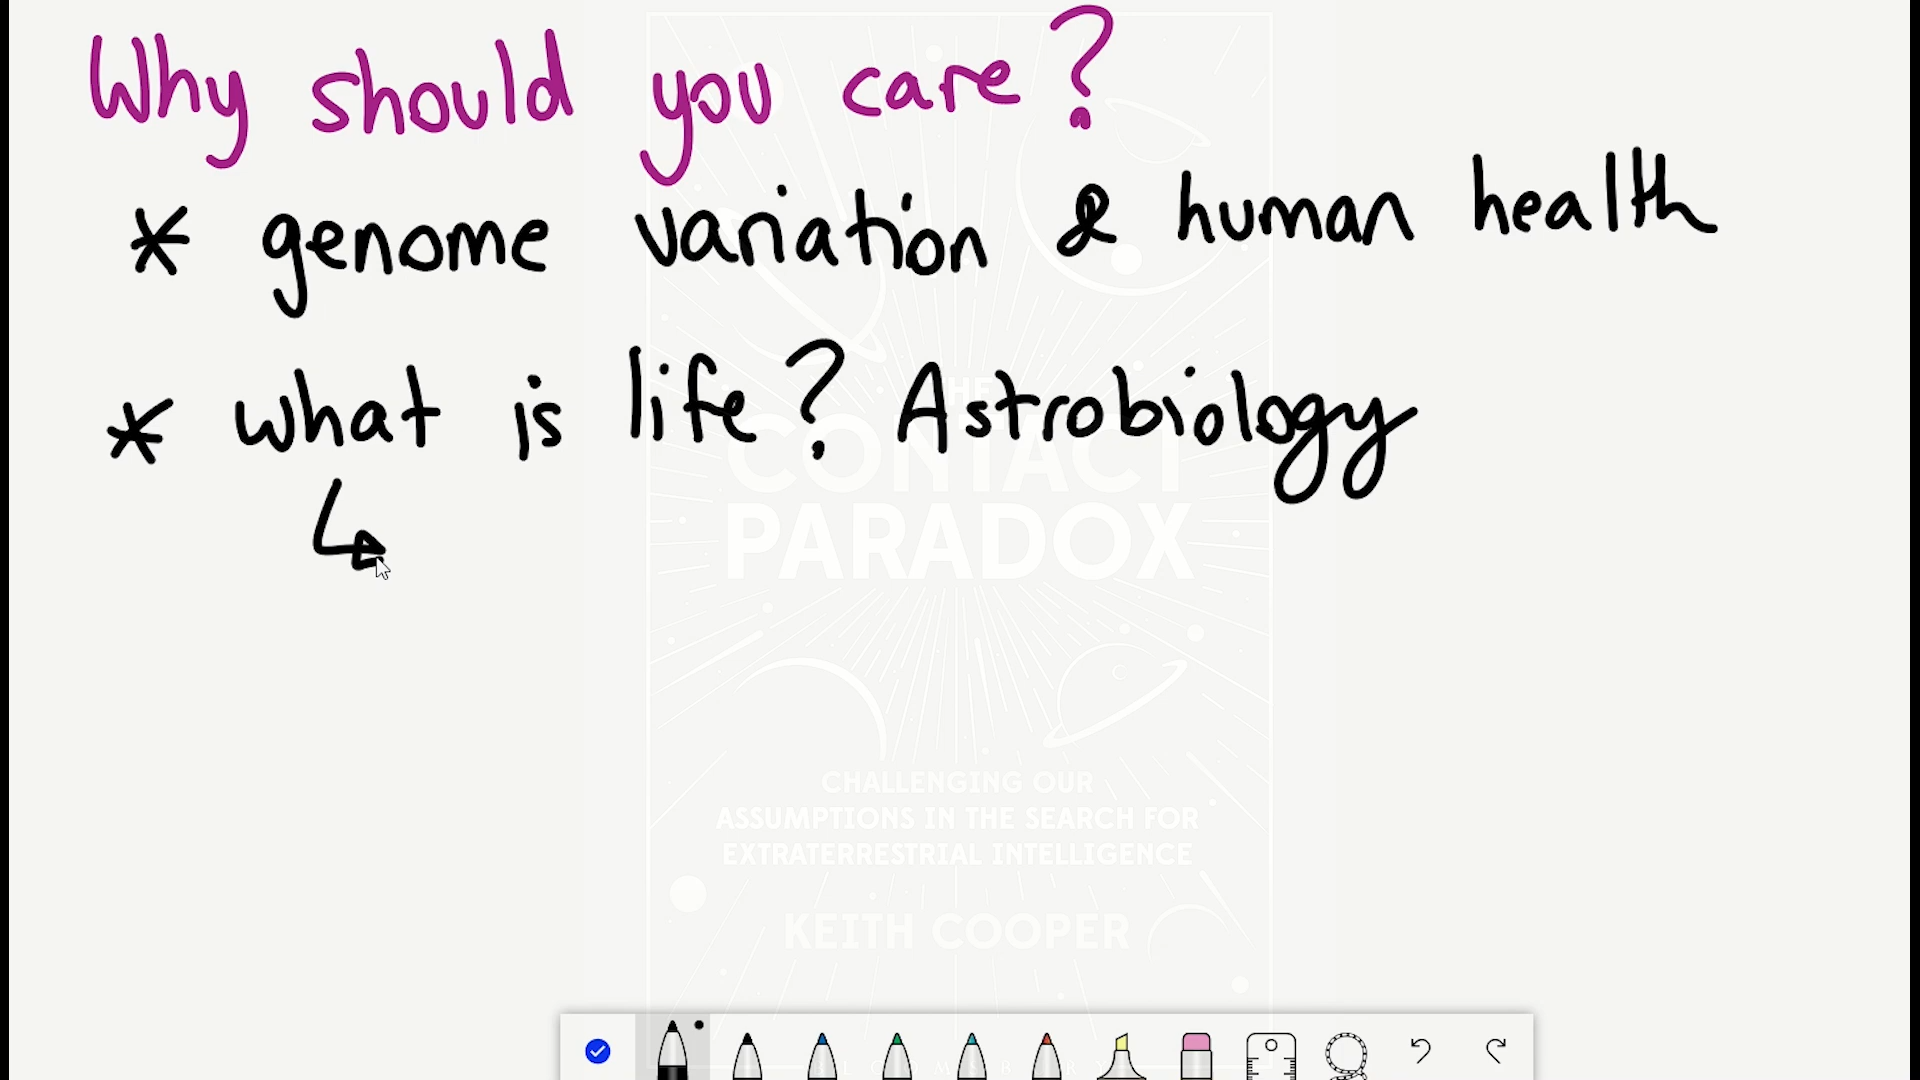 Why should you care?
* genome variation & human health
* what is life? Astrobiology
THE
CONTACT
PARADOX
CHALLENGING OUR
ASSUMPTIONS IN THE SEARCH FOR
EXTRATERRESTRIAL INTELLIGENCE
KEITH COOPER
BLOOMSBURY